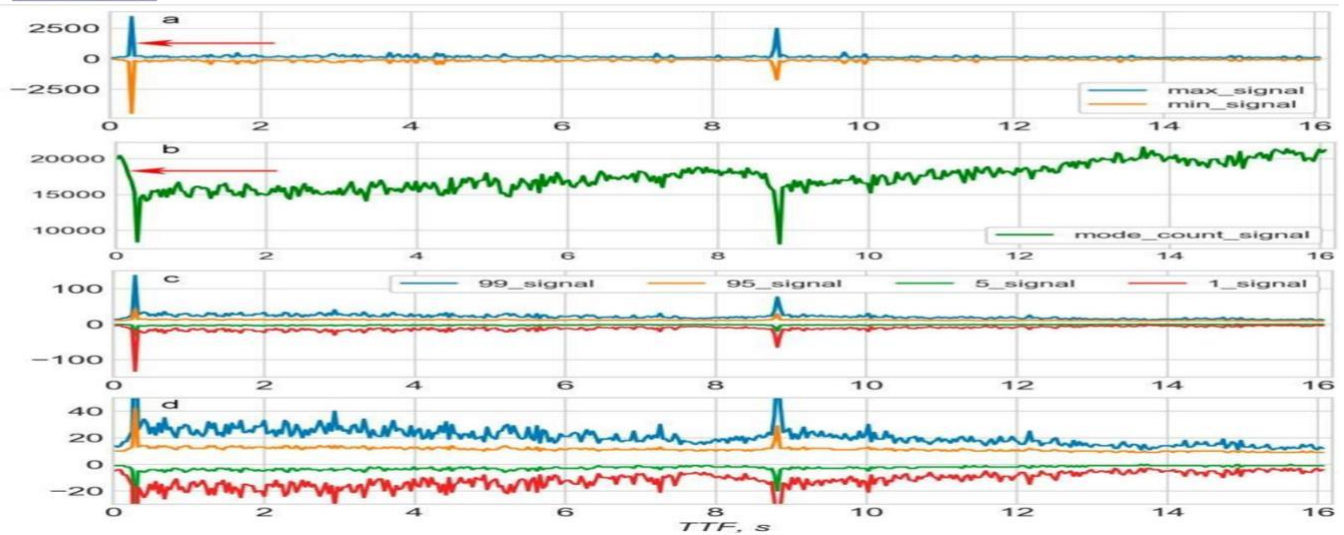 a
2500
0
−2500
max_signal
min_signal
0 2 4 6 8 10 12 14 16
b
20000
15000
10000
mode_count_signal
0 2 4 6 8 10 12 14 16
c
99_signal 95_signal 5_signal 1_signal
100
0
−100
0 2 4 6 8 10 12 14 16
d
40
20
0
−20
0 2 4 6 8 10 12 14 16
TTF, s